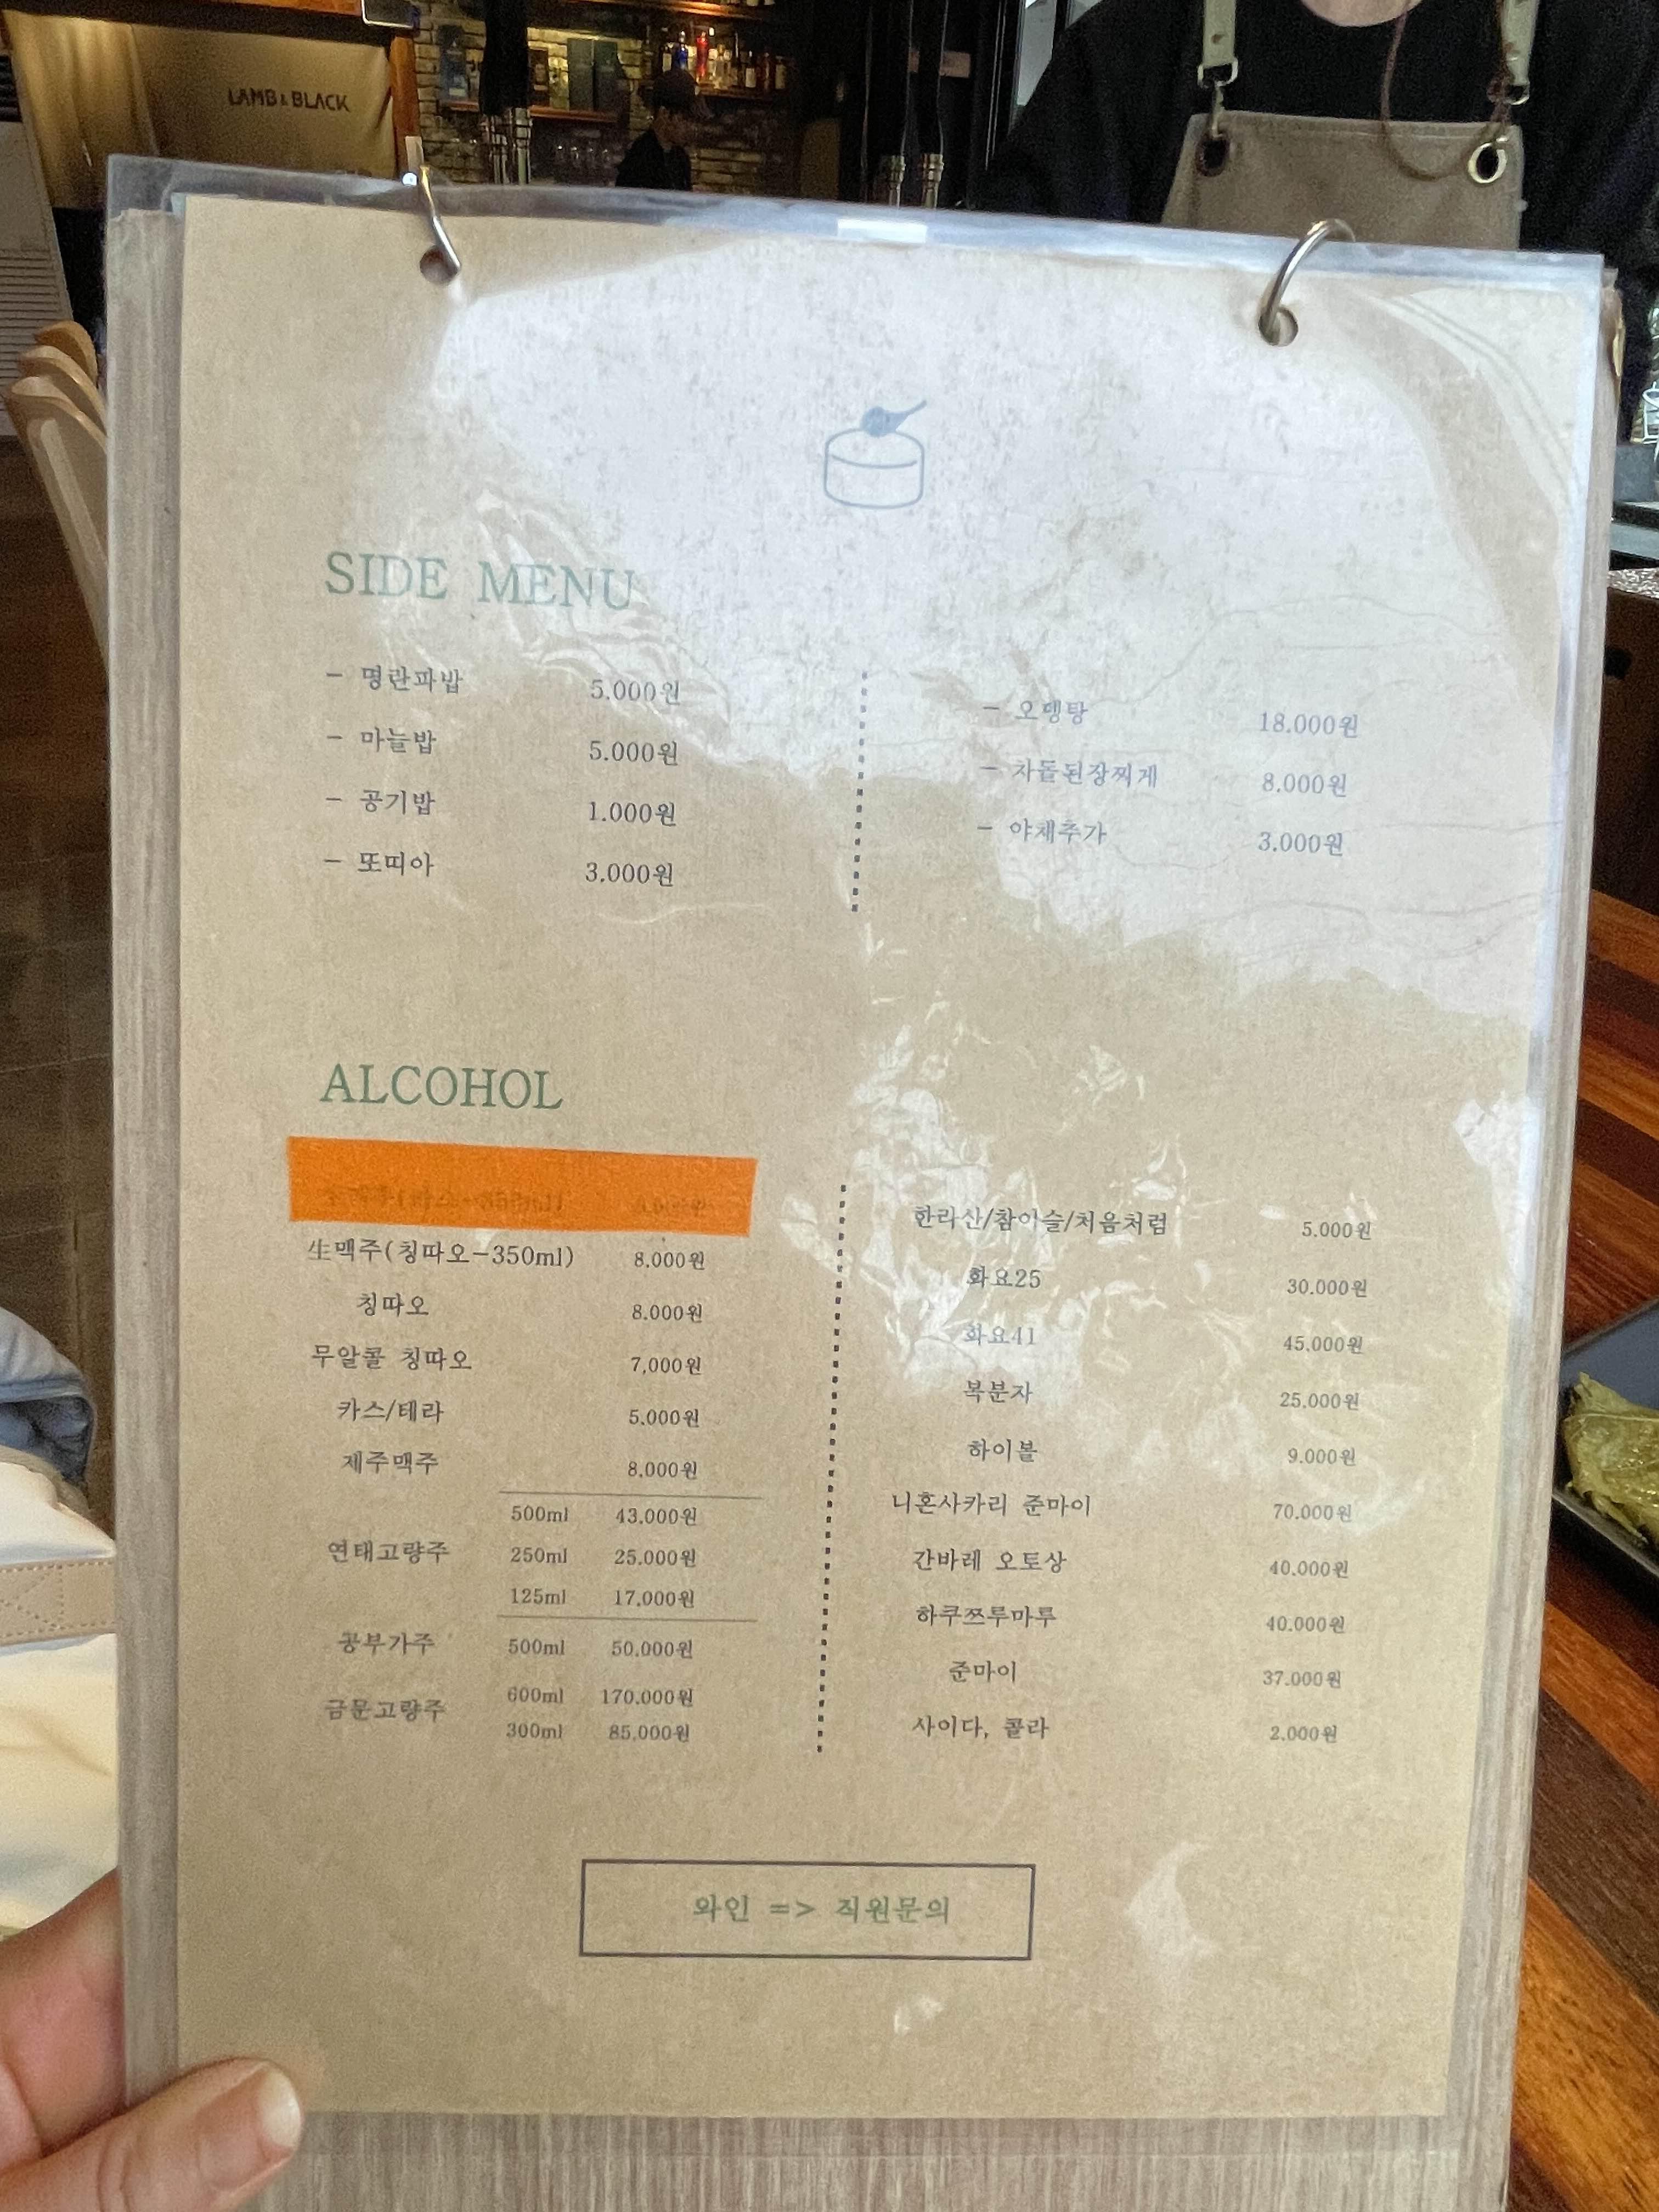 LAMB & BLACK
SIDE MENU
- 명란파밥 5.000원
- 마늘밥 5.000원
- 공기밥 1.000원
- 또띠아 3.000원
- 오뎅탕 18.000원
- 차돌된장찌게 8.000원
- 야채추가 3.000원
ALCOHOL
生맥주(칭따오-350ml) 8.000원
칭따오 8.000원
무알콜 칭따오 7,000원
카스/테라 5.000원
제주맥주 8.000원
500ml 43.000원
연태고량주 250ml 25.000원
125ml 17.000원
공부가주 500ml 50.000원
금문고량주 600ml 170.000원
300ml 85,000원
한라산/참이슬/처음처럼 5.000원
화요25 30.000원
화요41 45.000원
복분자 25.000원
하이볼 9.000원
니혼사카리 준마이 70.000원
간바레 오토상 40.000원
하쿠쯔루마루 40.000원
준마이 37.000원
사이다, 콜라 2.000원
와인 => 직원문의